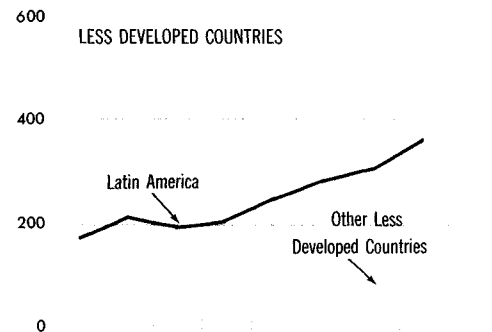 600
LESS DEVELOPED COUNTRIES
400
Latin America
200
Other Less
Developed Countries
0